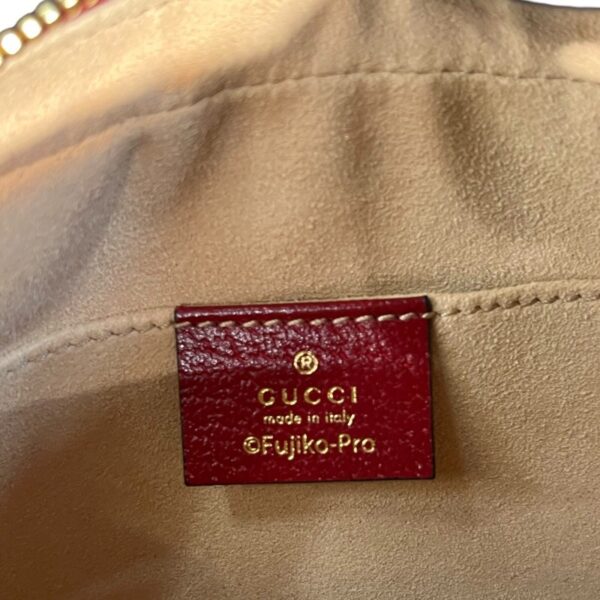 ®
GUCCI
made in italy
©Fujiko-Pro